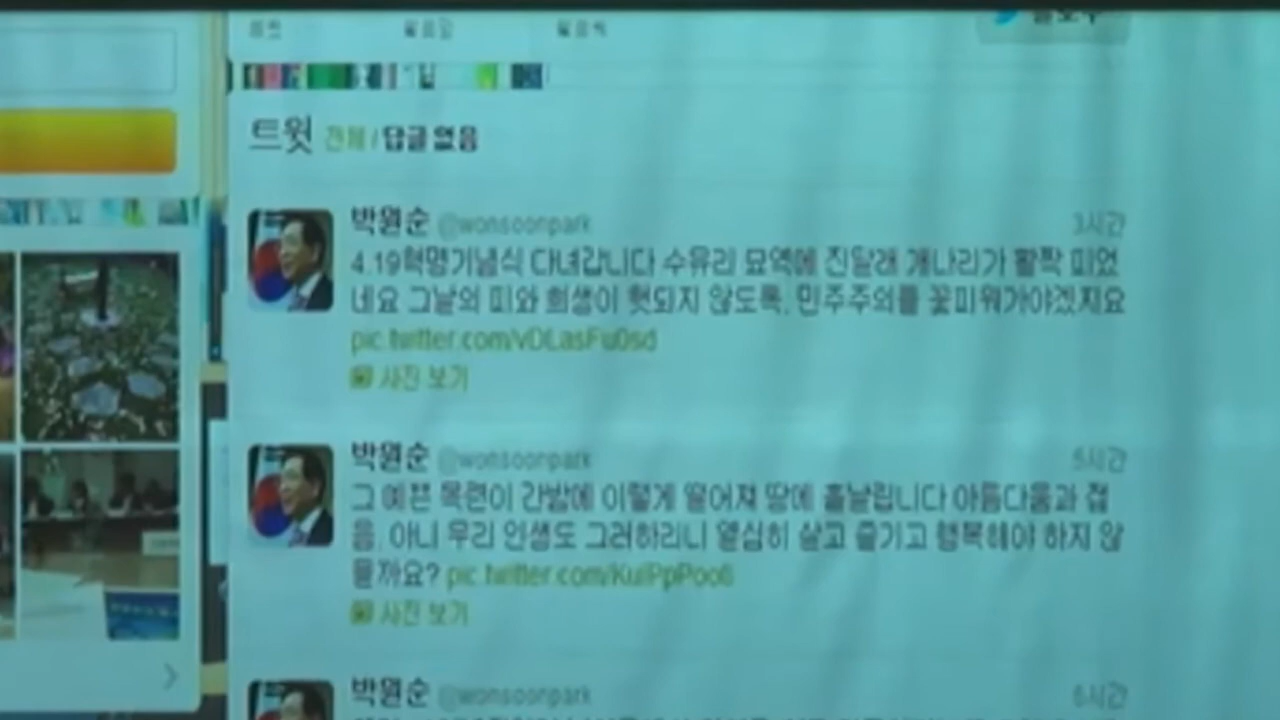 트윗 전체 / 답글 없음
박원순 @wonsoonpark 3시간
4.19혁명기념식 다녀갑니다 수유리 묘역에 진달래 개나리가 활짝 피었
네요 그날의 피와 희생이 헛되지 않도록, 민주주의를 꽃피워가야겠지요
사진 보기
박원순 @wonsoonpark 5시간
그 예쁜 목련이 간밤에 이렇게 떨어져 땅에 흩날립니다 아름다움과 젊
음, 아니 우리 인생도 그러하리니 열심히 살고 즐기고 행복해야 하지 않
을까요?
사진 보기
박원순 @wonsoonpark 6시간